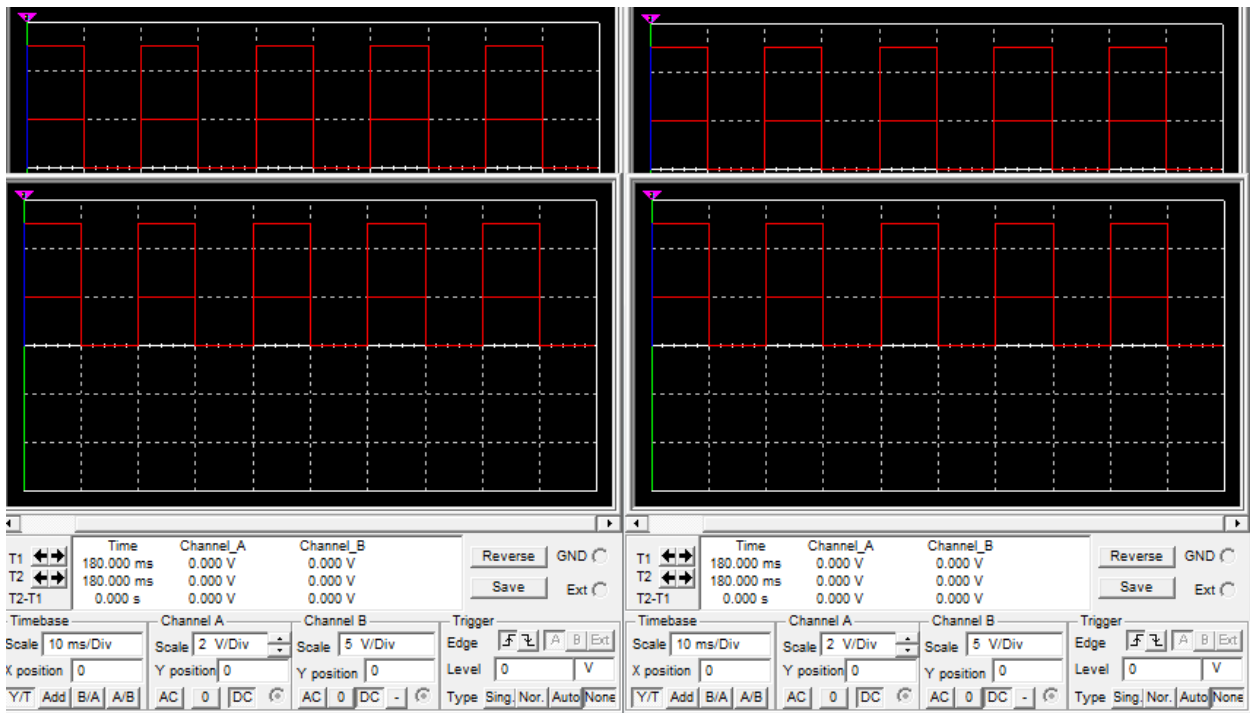 Time Channel_A Channel_B
T1 180.000 ms 0.000 V 0.000 V
T2 180.000 ms 0.000 V 0.000 V
T2-T1 0.000 s 0.000 V 0.000 V
Reverse GND
Save Ext
Timebase Channel A Channel B Trigger
Scale 10 ms/Div Scale 2 V/Div Scale 5 V/Div Edge A B Ext
X position 0 Y position 0 Y position 0 Level 0 V
Y/T Add B/A A/B AC 0 DC AC 0 DC - Type Sing. Nor. Auto None
Time Channel_A Channel_B
T1 180.000 ms 0.000 V 0.000 V
T2 180.000 ms 0.000 V 0.000 V
T2-T1 0.000 s 0.000 V 0.000 V
Reverse GND
Save Ext
Timebase Channel A Channel B Trigger
Scale 10 ms/Div Scale 2 V/Div Scale 5 V/Div Edge A B Ext
X position 0 Y position 0 Y position 0 Level 0 V
Y/T Add B/A A/B AC 0 DC AC 0 DC - Type Sing. Nor. Auto None